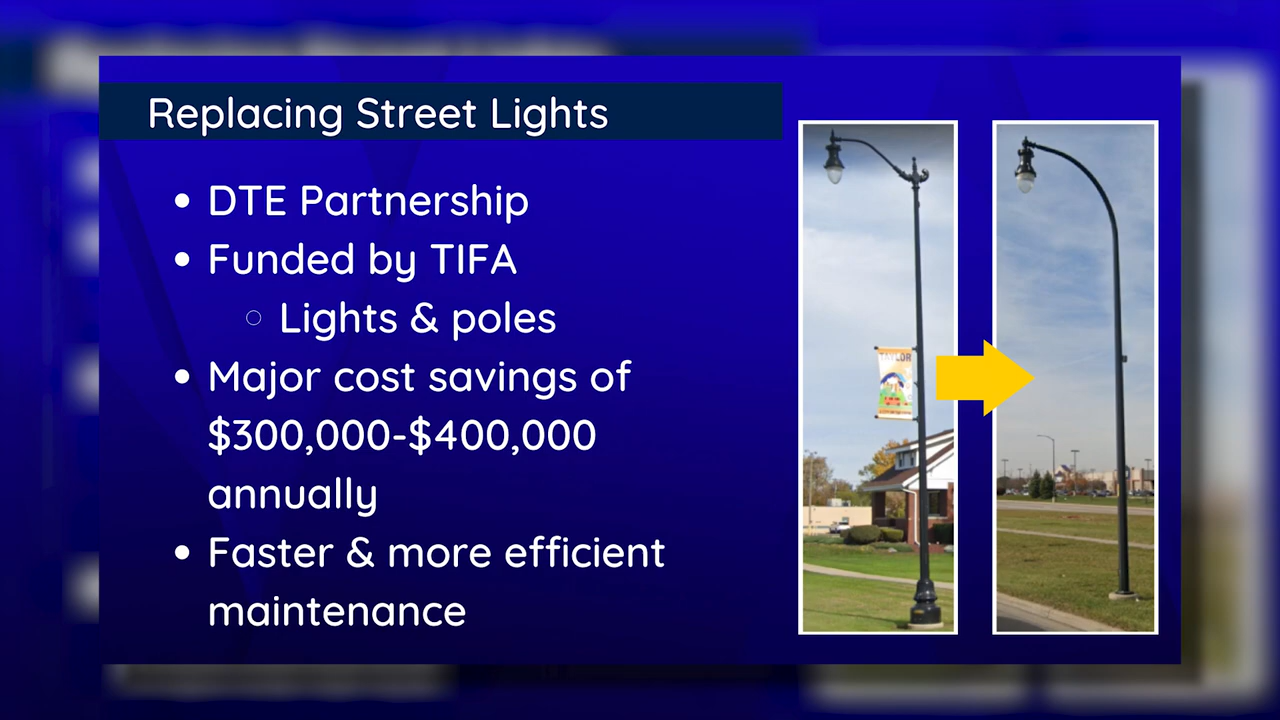 Replacing Street Lights
• DTE Partnership
• Funded by TIFA
○ Lights & poles
• Major cost savings of
$300,000-$400,000
annually
• Faster & more efficient
maintenance
TAYLOR